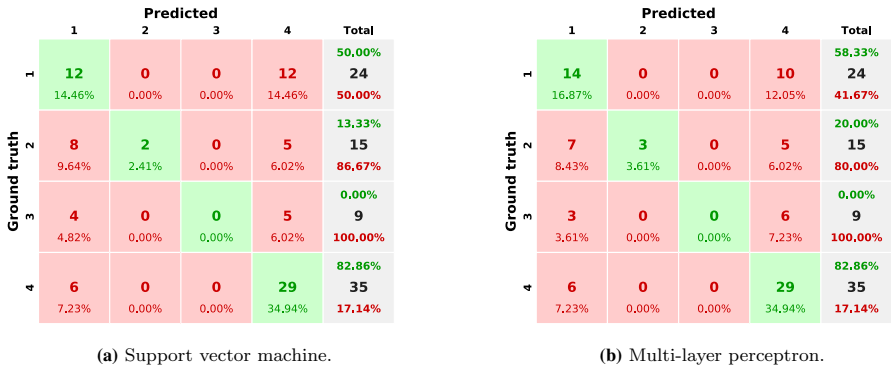 Predicted
1 2 3 4 Total
Ground truth
50,00%
1 12 0 0 12 24
14.46% 0.00% 0.00% 14.46% 50.00%
13,33%
2 8 2 0 5 15
9.64% 2.41% 0.00% 6.02% 86,67%
0.00%
3 4 0 0 5 9
4.82% 0.00% 0.00% 6.02% 100,00%
82,86%
4 6 0 0 29 35
7.23% 0.00% 0.00% 34.94% 17,14%
(a) Support vector machine.
Predicted
1 2 3 4 Total
Ground truth
58,33%
1 14 0 0 10 24
16.87% 0.00% 0.00% 12.05% 41.67%
20,00%
2 7 3 0 5 15
8.43% 3.61% 0.00% 6.02% 80,00%
0.00%
3 3 0 0 6 9
3.61% 0.00% 0.00% 7.23% 100,00%
82.86%
4 6 0 0 29 35
7.23% 0.00% 0.00% 34.94% 17,14%
(b) Multi-layer perceptron.